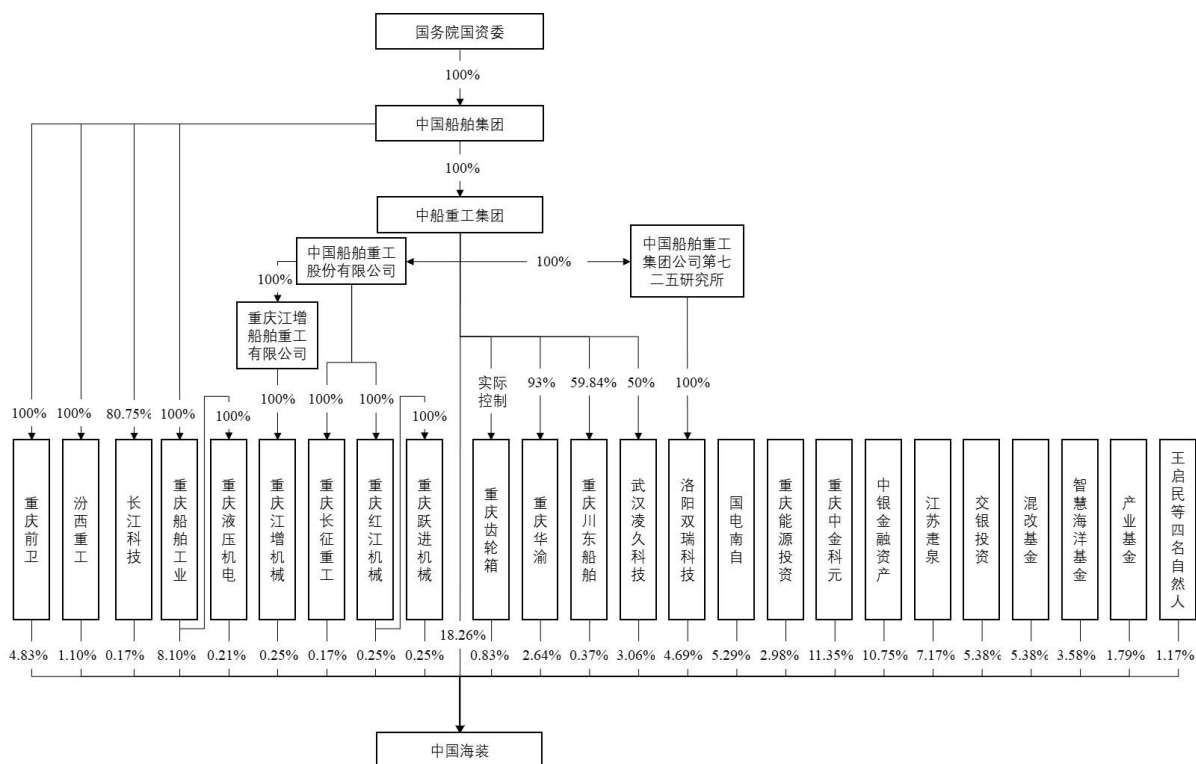 国务院国资委
100%
中国船舶集团
100%
中船重工集团
中国船舶重工
股份有限公司
100%
中国船舶重工
集团公司第七
二五研究所
100%
重庆江增
船舶重工
有限公司
100%
100%
80.75%
100%
100%
100%
100%
100%
100%
实际
控制
93%
59.84%
50%
100%
重庆前卫
汾西重工
长江科技
重庆船舶工业
重庆液压机电
重庆江增机械
重庆长征重工
重庆红江机械
重庆跃进机械
重庆齿轮箱
重庆华渝
重庆川东船舶
武汉凌久科技
洛阳双瑞科技
国电南自
重庆能源投资
重庆中金科元
中银金融资产
江苏疌泉
交银投资
混改基金
智慧海洋基金
产业基金
王启民等四名自然人
18.26%
4.83%
1.10%
0.17%
8.10%
0.21%
0.25%
0.17%
0.25%
0.25%
0.83%
2.64%
0.37%
3.06%
4.69%
5.29%
2.98%
11.35%
10.75%
7.17%
5.38%
5.38%
3.58%
1.79%
1.17%
中国海装